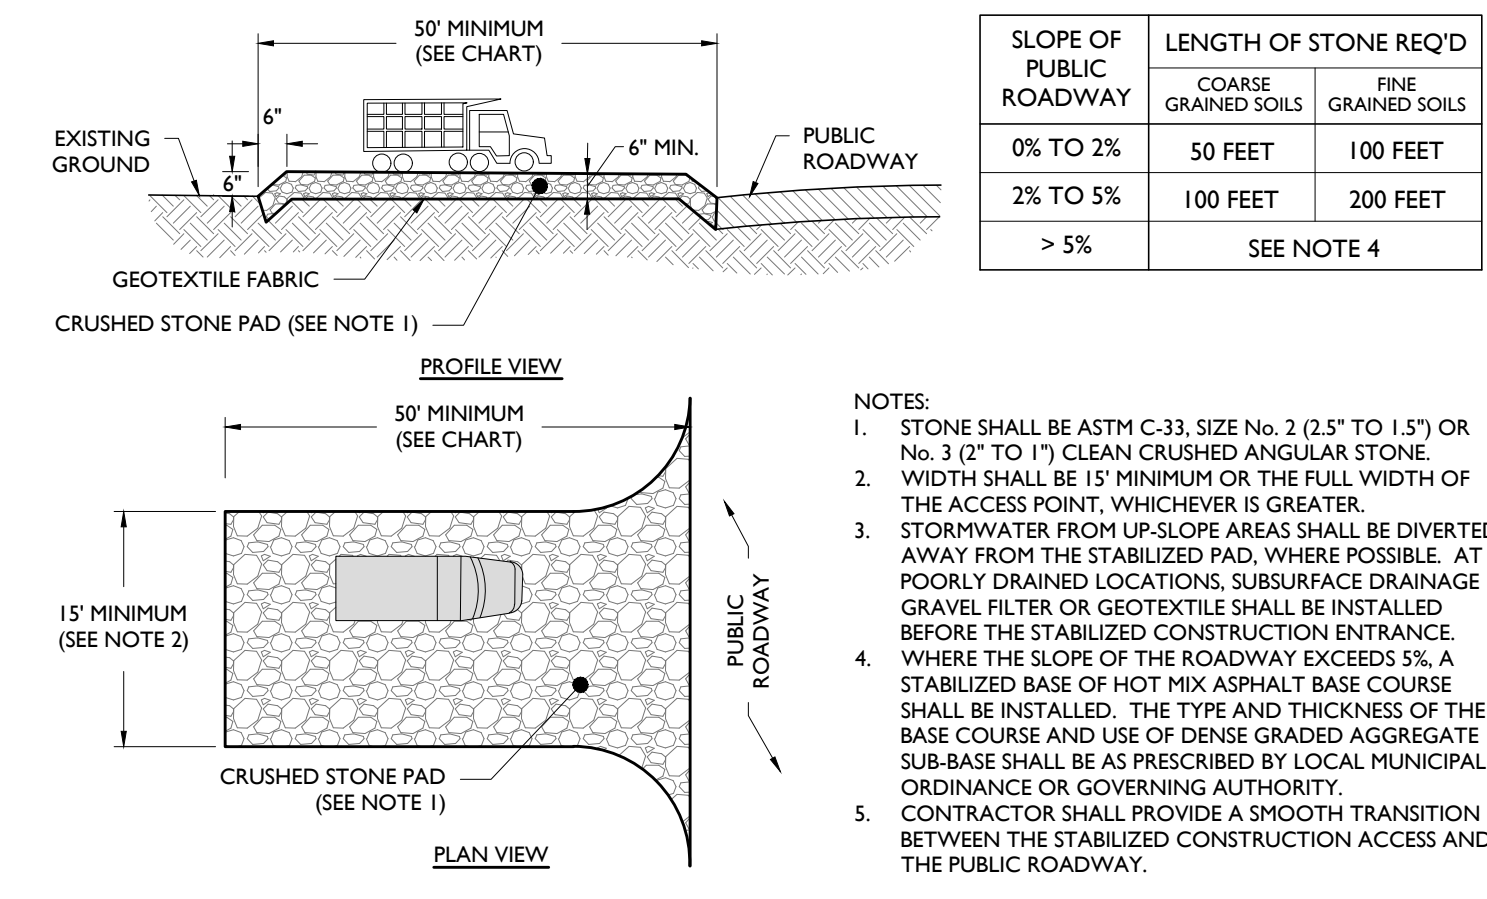 50' MINIMUM
(SEE CHART)
6"
EXISTING
GROUND
6"
6" MIN.
PUBLIC
ROADWAY
GEOTEXTILE FABRIC
CRUSHED STONE PAD (SEE NOTE 1)
PROFILE VIEW
SLOPE OF
PUBLIC
ROADWAY
LENGTH OF STONE REQ'D
COARSE
GRAINED SOILS
FINE
GRAINED SOILS
0% TO 2%
50 FEET
100 FEET
2% TO 5%
100 FEET
200 FEET
> 5%
SEE NOTE 4
50' MINIMUM
(SEE CHART)
15' MINIMUM
(SEE NOTE 2)
PUBLIC
ROADWAY
CRUSHED STONE PAD
(SEE NOTE 1)
PLAN VIEW
NOTES:
1. STONE SHALL BE ASTM C-33, SIZE No. 2 (2.5" TO 1.5") OR
No. 3 (2" TO 1") CLEAN CRUSHED ANGULAR STONE.
2. WIDTH SHALL BE 15' MINIMUM OR THE FULL WIDTH OF
THE ACCESS POINT, WHICHEVER IS GREATER.
3. STORMWATER FROM UP-SLOPE AREAS SHALL BE DIVERTED
AWAY FROM THE STABILIZED PAD, WHERE POSSIBLE. AT
POORLY DRAINED LOCATIONS, SUBSURFACE DRAINAGE
GRAVEL FILTER OR GEOTEXTILE SHALL BE INSTALLED
BEFORE THE STABILIZED CONSTRUCTION ENTRANCE.
4. WHERE THE SLOPE OF THE ROADWAY EXCEEDS 5%, A
STABILIZED BASE OF HOT MIX ASPHALT BASE COURSE
SHALL BE INSTALLED. THE TYPE AND THICKNESS OF THE
BASE COURSE AND USE OF DENSE GRADED AGGREGATE
SUB-BASE SHALL BE AS PRESCRIBED BY LOCAL MUNICIPAL
ORDINANCE OR GOVERNING AUTHORITY.
5. CONTRACTOR SHALL PROVIDE A SMOOTH TRANSITION
BETWEEN THE STABILIZED CONSTRUCTION ACCESS AND
THE PUBLIC ROADWAY.